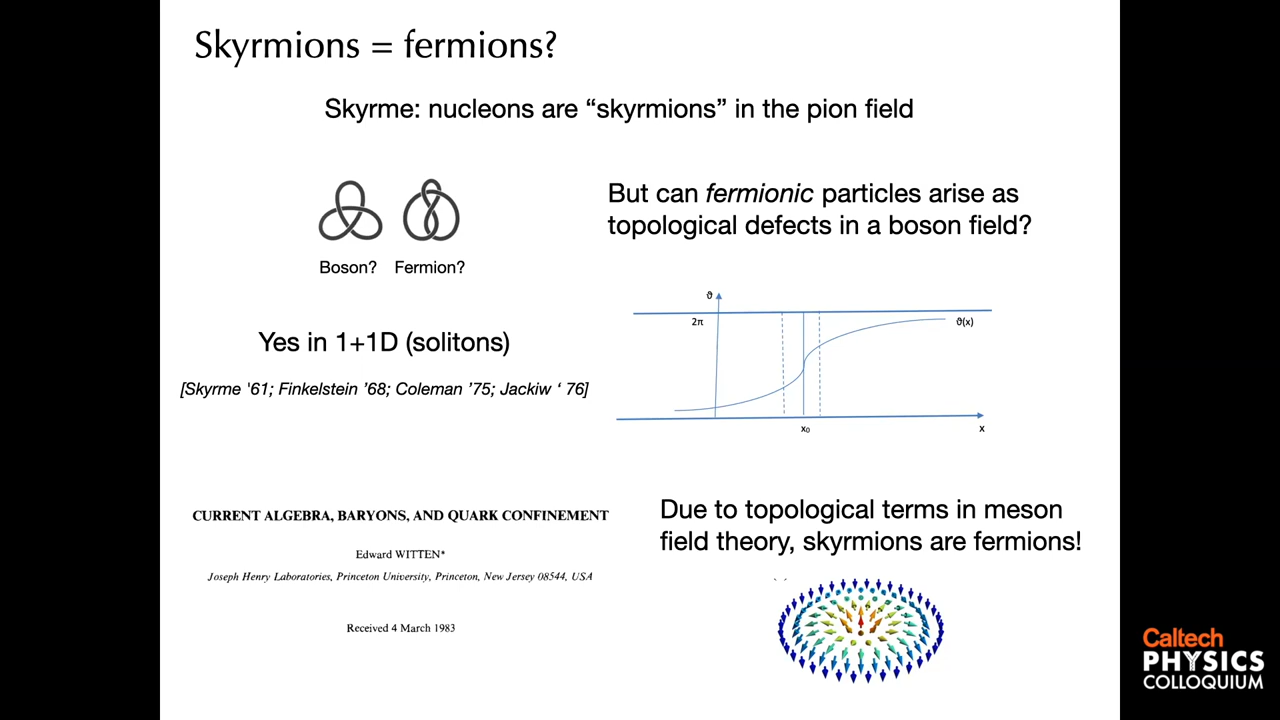 Skyrmions = fermions?
Skyrme: nucleons are “skyrmions” in the pion field
But can fermionic particles arise as
topological defects in a boson field?
Boson? Fermion?
Yes in 1+1D (solitons)
[Skyrme '61; Finkelstein ’68; Coleman ’75; Jackiw ‘ 76]
ϑ
2π
ϑ(x)
x₀
x
CURRENT ALGEBRA, BARYONS, AND QUARK CONFINEMENT
Edward WITTEN*
Joseph Henry Laboratories, Princeton University, Princeton, New Jersey 08544, USA
Received 4 March 1983
Due to topological terms in meson
field theory, skyrmions are fermions!
Caltech
PHYSICS
COLLOQUIUM